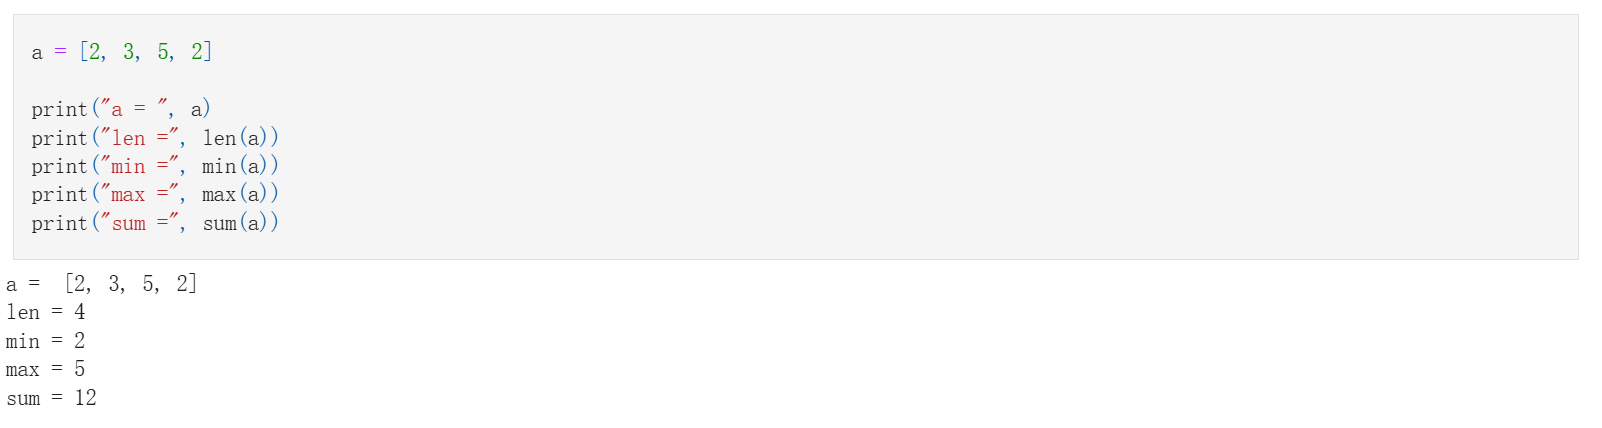 a = [2, 3, 5, 2]
print("a = ", a)
print("len =", len(a))
print("min =", min(a))
print("max =", max(a))
print("sum =", sum(a))
a =  [2, 3, 5, 2]
len = 4
min = 2
max = 5
sum = 12